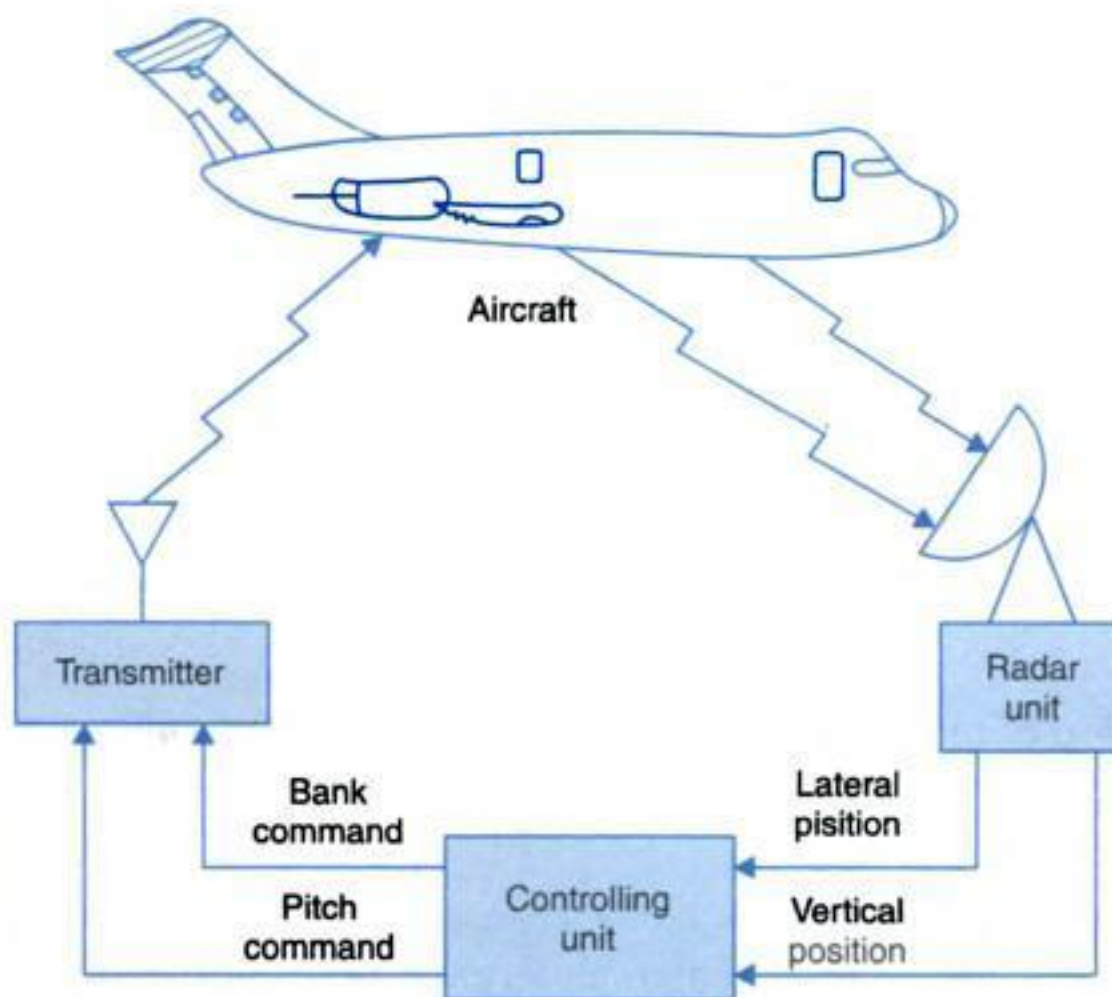 Aircraft
Transmitter
Radar
unit
Bank
command
Lateral
pisition
Pitch
command
Controlling
unit
Vertical
position